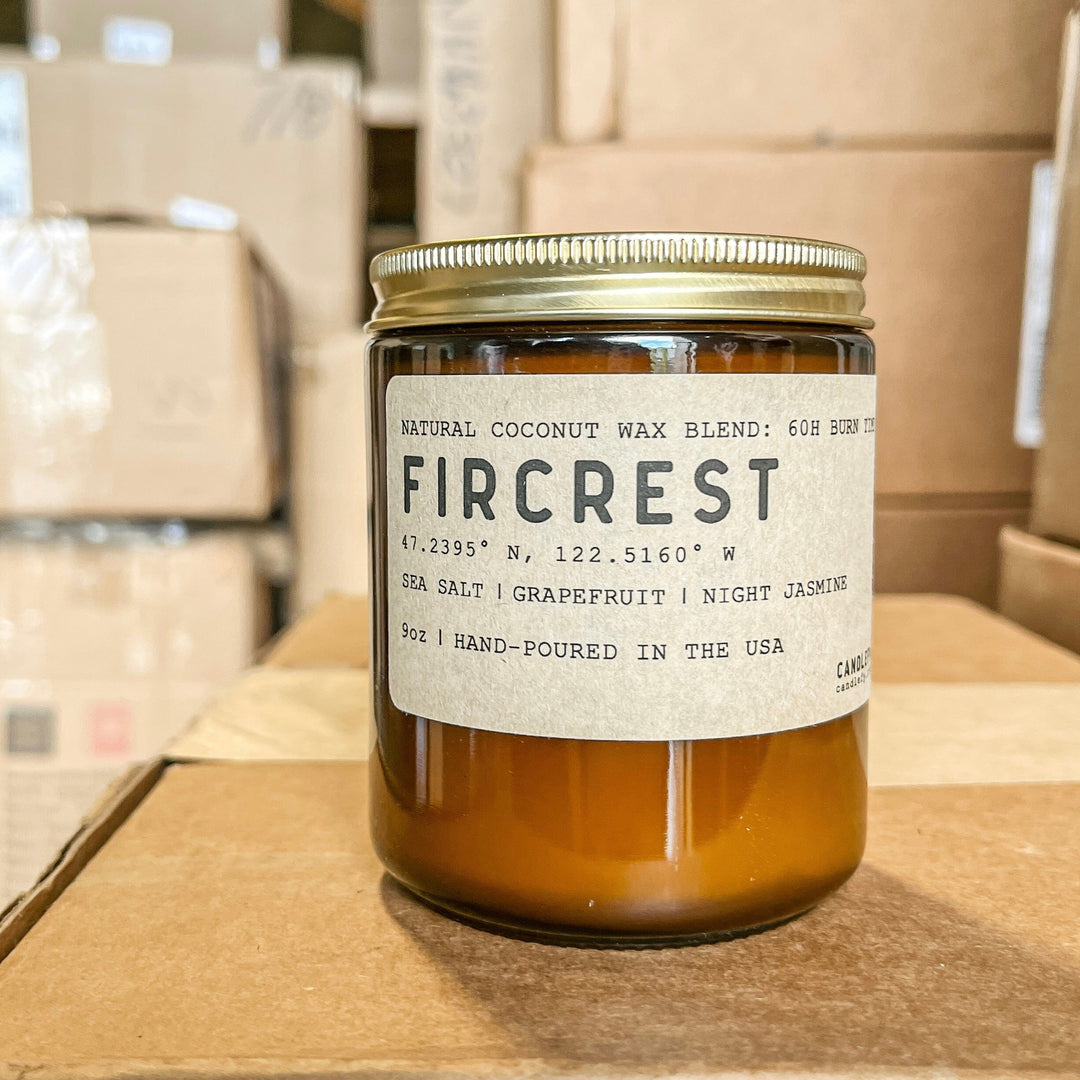 NATURAL COCONUT WAX BLEND: 60H BURN
FIRCREST
47.2395° N, 122.5160° W
SEA SALT | GRAPEFRUIT | NIGHT JASMINE
9oz | HAND-POURED IN THE USA